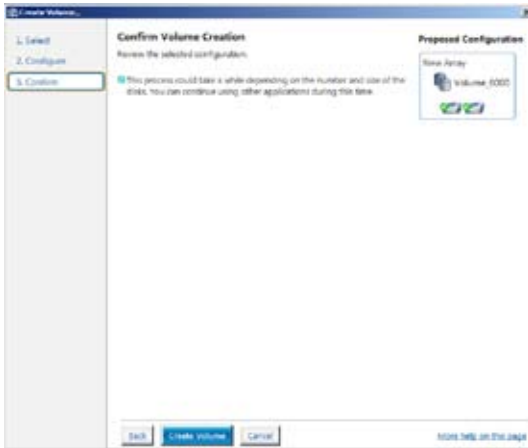 Create Volume...
1. Select
2. Configure
3. Confirm
Confirm Volume Creation
Review the selected configuration.
This process could take a while depending on the number and size of the
disks. You can continue using other applications during this time.
Proposed Configuration
New Array
Volume_0000
Back
Create Volume
Cancel
More help on this page